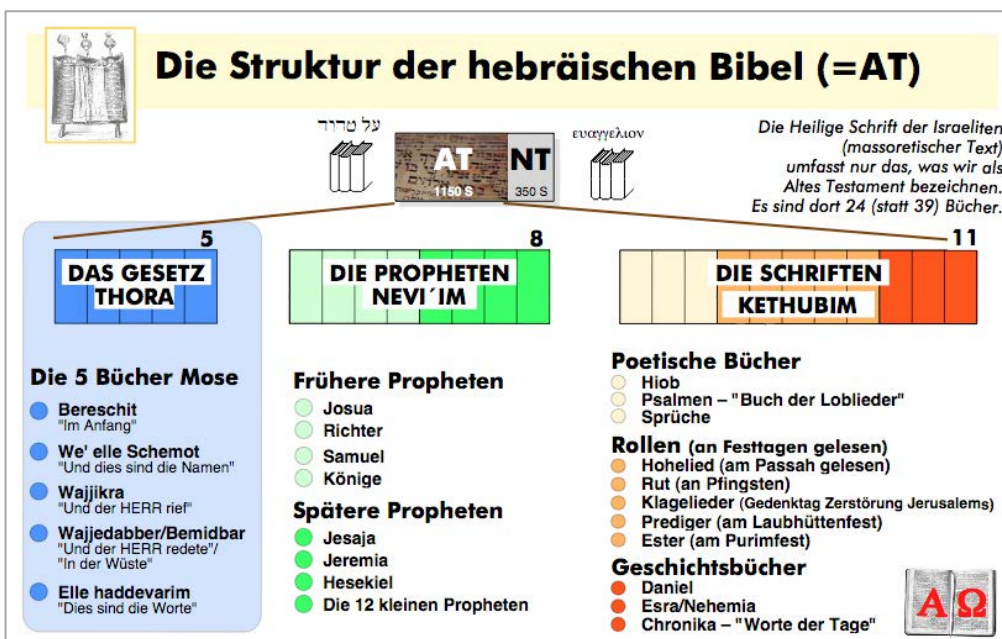 Die Struktur der hebräischen Bibel (=AT)
על טהור
ευαγγελιον
AT
1150 S
NT
350 S
Die Heilige Schrift der Israeliten
(massoretischer Text)
umfasst nur das, was wir als
Altes Testament bezeichnen.
Es sind dort 24 (statt 39) Bücher.
5
DAS GESETZ
THORA
Die 5 Bücher Mose
Bereschit
"Im Anfang"
We' elle Schemot
"Und dies sind die Namen"
Wajjikra
"Und der HERR rief"
Wajjedabber/Bemidbar
"Und der HERR redete"/
"In der Wüste"
Elle haddevarim
"Dies sind die Worte"
8
DIE PROPHETEN
NEVI´IM
Frühere Propheten
Josua
Richter
Samuel
Könige
Spätere Propheten
Jesaja
Jeremia
Hesekiel
Die 12 kleinen Propheten
11
DIE SCHRIFTEN
KETHUBIM
Poetische Bücher
Hiob
Psalmen – "Buch der Loblieder"
Sprüche
Rollen (an Festtagen gelesen)
Hohelied (am Passah gelesen)
Rut (an Pfingsten)
Klagelieder (Gedenktag Zerstörung Jerusalems)
Prediger (am Laubhüttenfest)
Ester (am Purimfest)
Geschichtsbücher
Daniel
Esra/Nehemia
Chronika – "Worte der Tage"
Α Ω